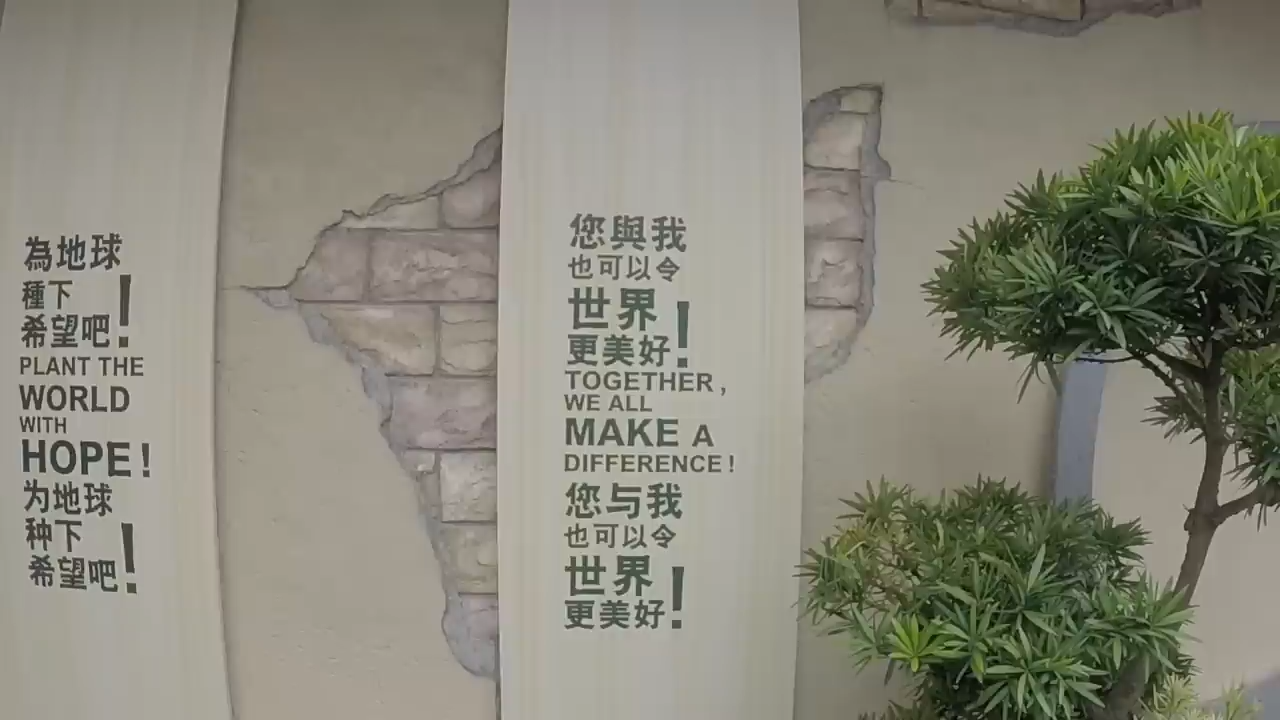 為地球
種下
希望吧！
PLANT THE
WORLD
WITH
HOPE!
为地球
种下
希望吧！
您與我
也可以令
世界
更美好！
TOGETHER,
WE ALL
MAKE A
DIFFERENCE!
您与我
也可以令
世界
更美好！